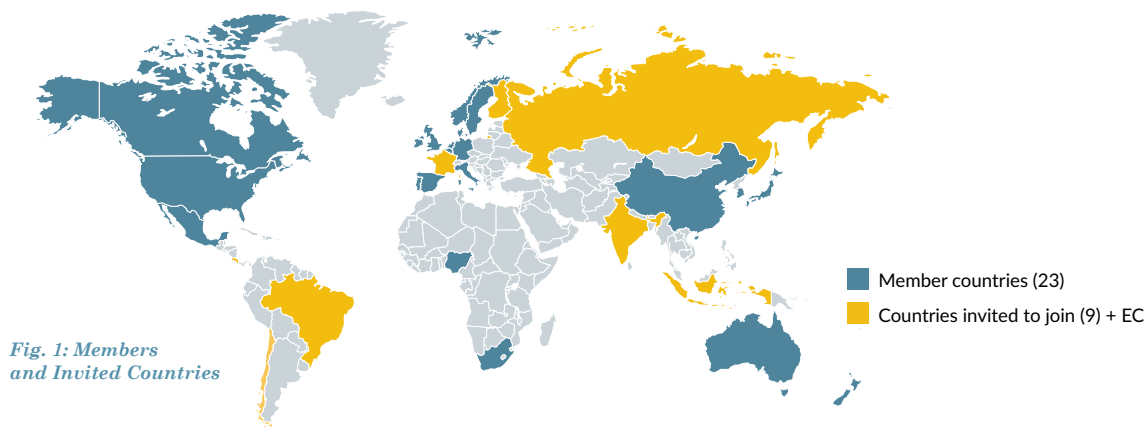 Member countries (23)
Countries invited to join (9) + EC
Fig. 1: Members
and Invited Countries